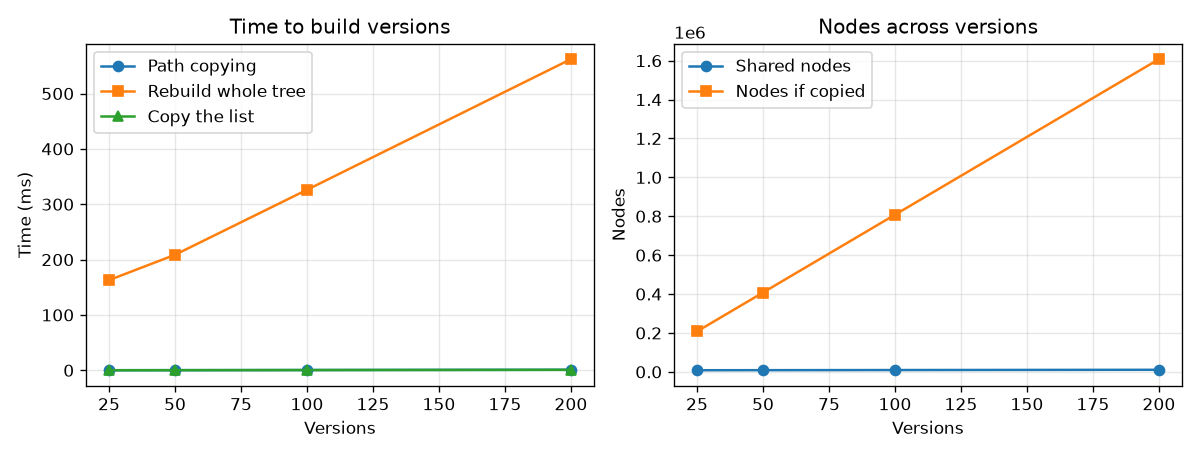 Time to build versions
Path copying
Rebuild whole tree
Copy the list
Time (ms)
500
400
300
200
100
0
25 50 75 100 125 150 175 200
Versions
Nodes across versions
1e6
Shared nodes
Nodes if copied
Nodes
1.6
1.4
1.2
1.0
0.8
0.6
0.4
0.2
0.0
25 50 75 100 125 150 175 200
Versions